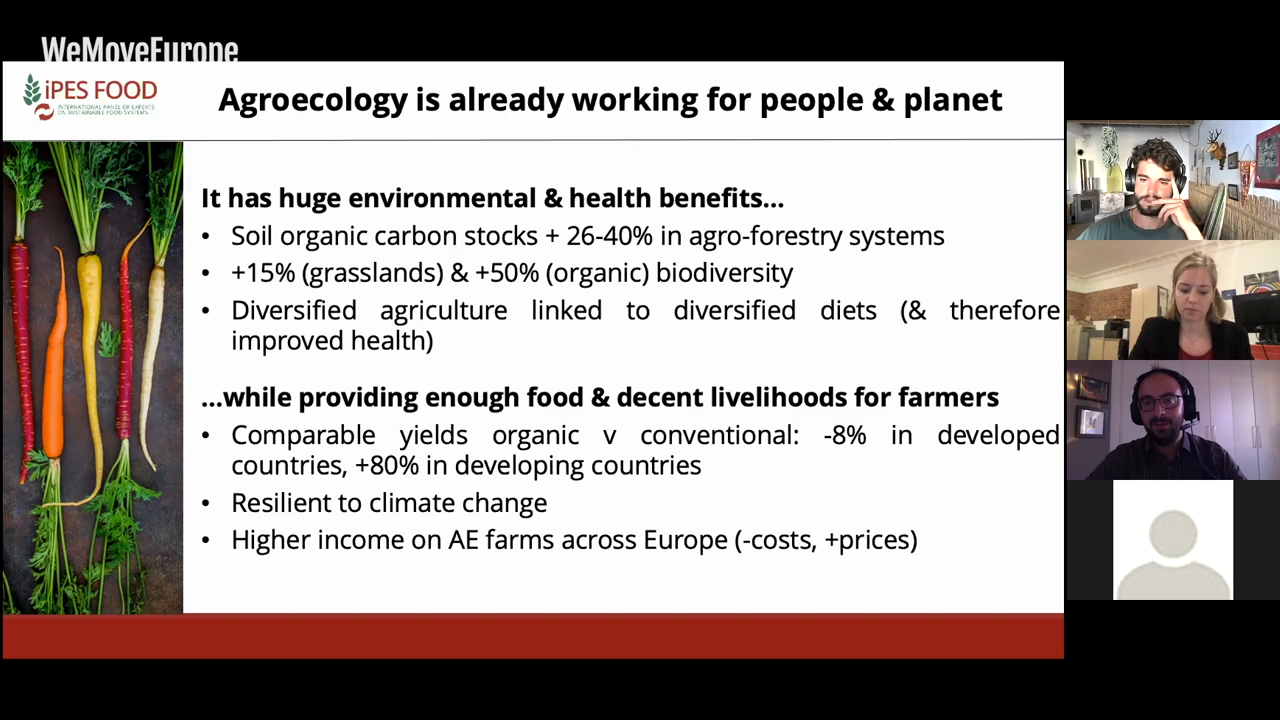 WeMoveEurope
iPES FOOD
INTERNATIONAL PANEL OF EXPERTS
ON SUSTAINABLE FOOD SYSTEMS
Agroecology is already working for people & planet
It has huge environmental & health benefits...
• Soil organic carbon stocks + 26-40% in agro-forestry systems
• +15% (grasslands) & +50% (organic) biodiversity
• Diversified agriculture linked to diversified diets (& therefore
improved health)
...while providing enough food & decent livelihoods for farmers
• Comparable yields organic v conventional: -8% in developed
countries, +80% in developing countries
• Resilient to climate change
• Higher income on AE farms across Europe (-costs, +prices)